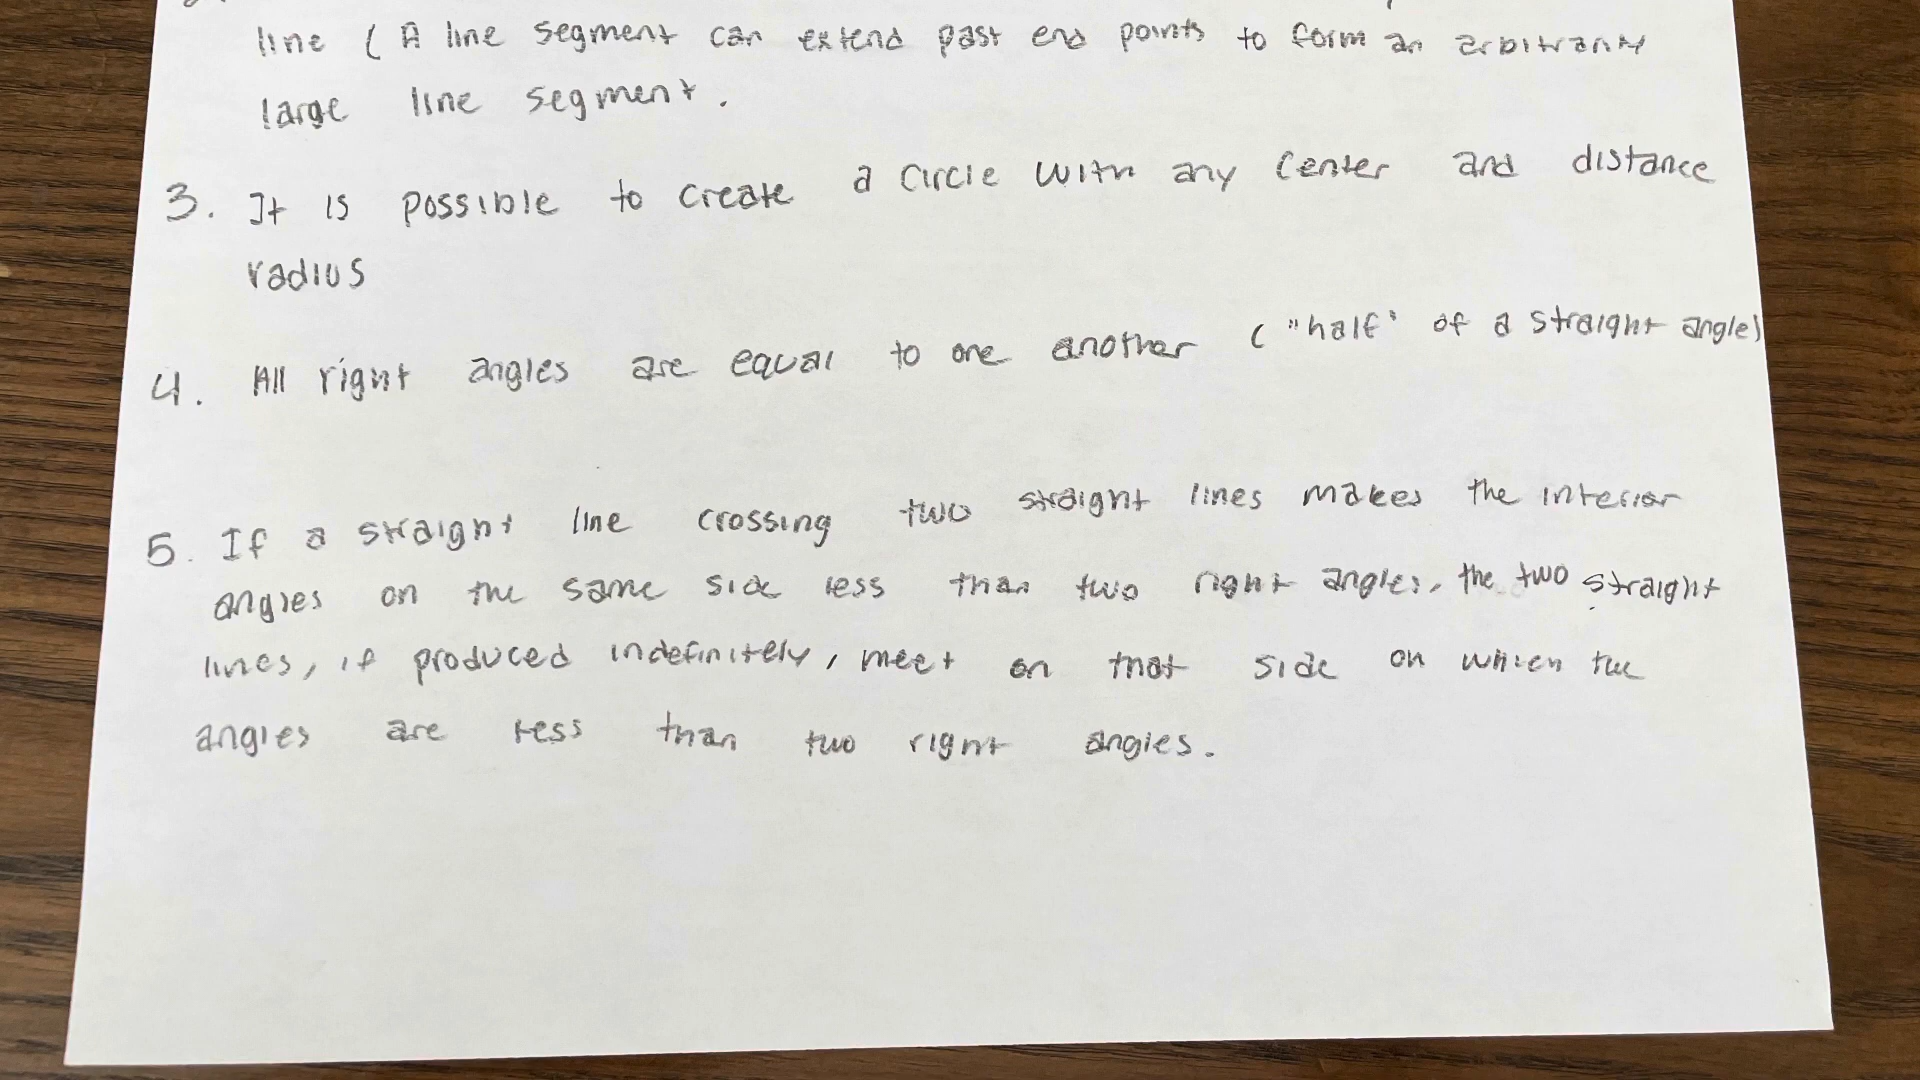 line ( A line segment can extend past end points to form an arbitrary
large line segment.
3. It is possible to create a circle with any center and distance
radius
4. All right angles are equal to one another ( "half" of a straight angle)
5. If a straight line crossing two straight lines makes the interior
angles on the same side less than two right angles, the two straight
lines, if produced indefinitely, meet on that side on which the
angles are less than two right angles.